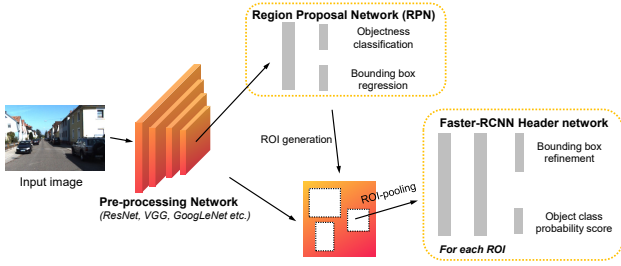 Region Proposal Network (RPN)
Objectness
classification
Bounding box
regression
Input image
Pre-processing Network
(ResNet, VGG, GoogLeNet etc.)
ROI generation
ROI-pooling
Faster-RCNN Header network
Bounding box
refinement
Object class
probability score
For each ROI